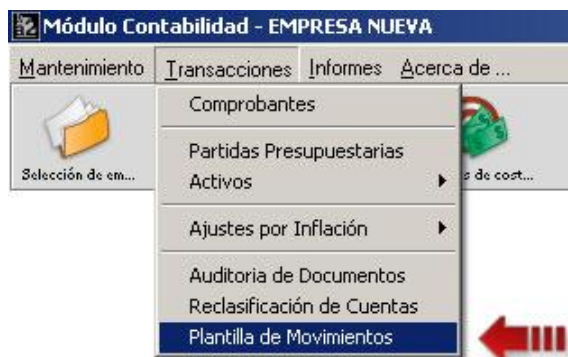 Módulo Contabilidad - EMPRESA NUEVA
Mantenimiento Transacciones Informes Acerca de ...
Comprobantes
Partidas Presupuestarias
Selección de em... Activos s de cost...
Ajustes por Inflación
Auditoria de Documentos
Reclasificación de Cuentas
Plantilla de Movimientos